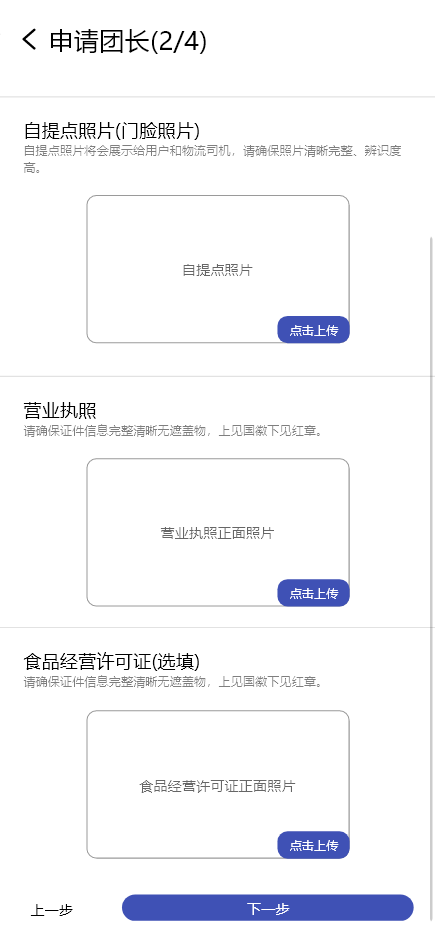 申请团长(2/4)
自提点照片(门脸照片)
自提点照片将会展示给用户和物流司机，请确保照片清晰完整、辨识度
高。
自提点照片
点击上传
营业执照
请确保证件信息完整清晰无遮盖物，上见国徽下见红章。
营业执照正面照片
点击上传
食品经营许可证(选填)
请确保证件信息完整清晰无遮盖物，上见国徽下见红章。
食品经营许可证正面照片
点击上传
上一步
下一步